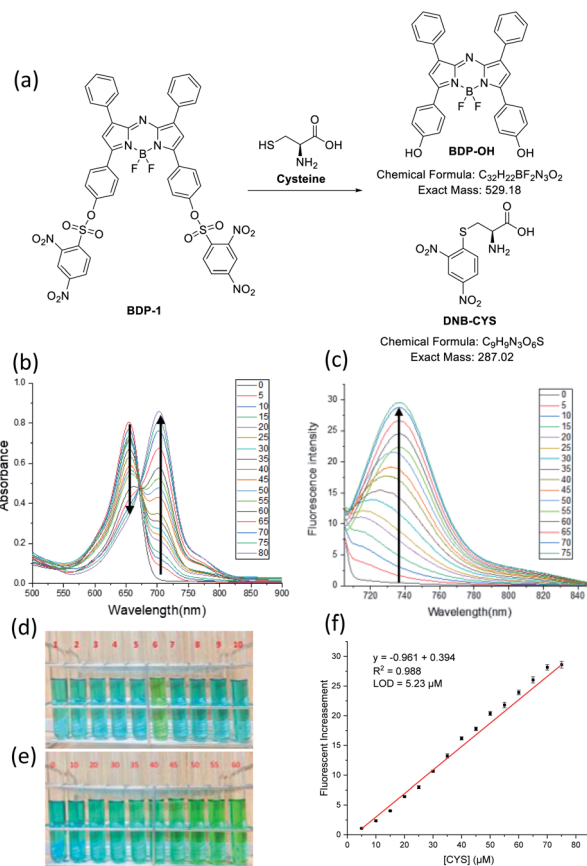 (a)
N
N
B
N
F
F
O
O
S
O
O
NO₂
NO₂
O
O
S
O
NO₂
NO₂
BDP-1
HS
O
OH
NH₂
Cysteine
N
N
B
N
F
F
HO
OH
BDP-OH
Chemical Formula: C₃₂H₂₂BF₂N₃O₂
Exact Mass: 529.18
O
S
OH
NO₂
NH₂
NO₂
DNB-CYS
Chemical Formula: C₉H₉N₃O₆S
Exact Mass: 287.02
(b)
1.0
0.8
0.6
0.4
0.2
0.0
Absorbance
500 550 600 650 700 750 800 850 900
Wavelength(nm)
0
5
10
15
20
25
30
35
40
45
50
55
60
65
70
75
80
(c)
30
25
20
15
10
5
0
Fluorescence intensity
720 740 760 780 800 820 840
Wavelength(nm)
0
5
10
15
20
25
30
35
40
45
50
55
60
65
70
75
(d)
1 2 3 4 5 6 7 8 9 10
(e)
0 10 20 30 35 40 45 50 55 60
(f)
y = -0.961 + 0.394
R² = 0.988
LOD = 5.23 μM
30
25
20
15
10
5
0
Fluorescent Increasement
0 10 20 30 40 50 60 70 80
[CYS] (μM)